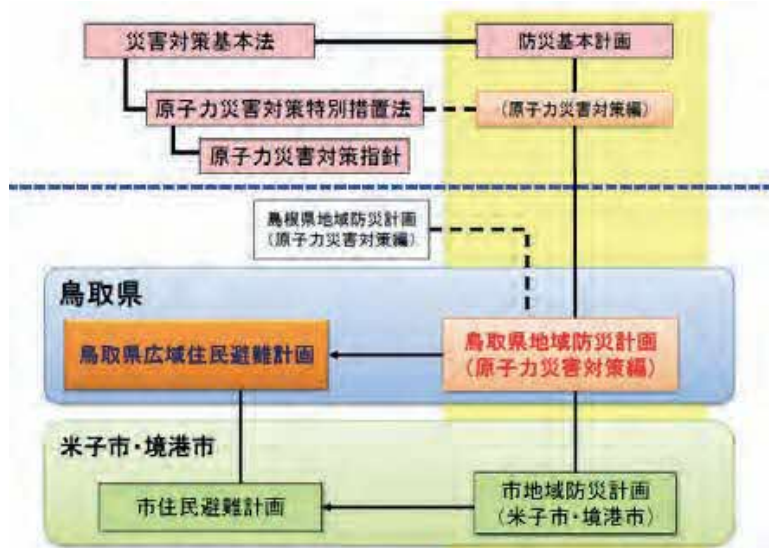 災害対策基本法
防災基本計画
原子力災害対策特別措置法
(原子力災害対策編)
原子力災害対策指針
島根県地域防災計画
(原子力災害対策編)
鳥取県
鳥取県広域住民避難計画
鳥取県地域防災計画
(原子力災害対策編)
米子市・境港市
市住民避難計画
市地域防災計画
(米子市・境港市)